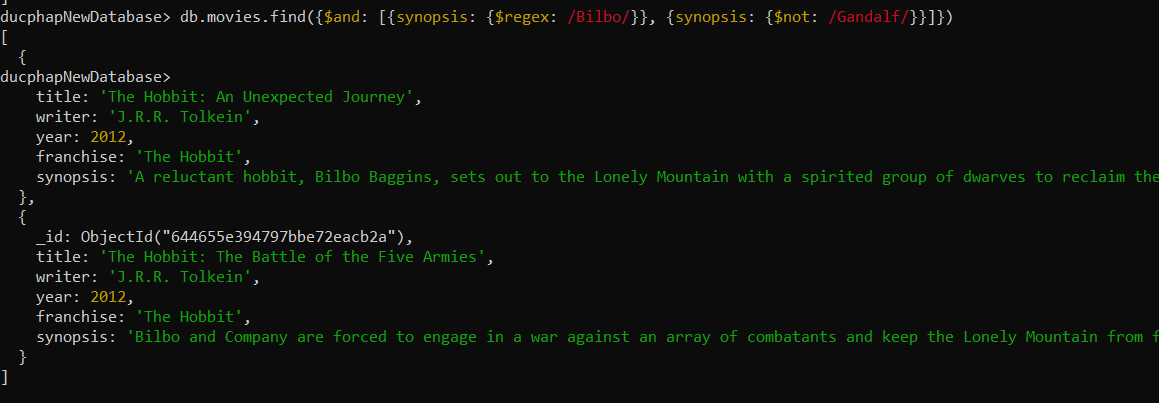 ]
ducphapNewDatabase> db.movies.find({$and: [{synopsis: {$regex: /Bilbo/}}, {synopsis: {$not: /Gandalf/}}]})
[
  {
ducphapNewDatabase>
    title: 'The Hobbit: An Unexpected Journey',
    writer: 'J.R.R. Tolkein',
    year: 2012,
    franchise: 'The Hobbit',
    synopsis: 'A reluctant hobbit, Bilbo Baggins, sets out to the Lonely Mountain with a spirited group of dwarves to reclaim the
  },
  {
    _id: ObjectId("644655e394797bbe72eacb2a"),
    title: 'The Hobbit: The Battle of the Five Armies',
    writer: 'J.R.R. Tolkein',
    year: 2012,
    franchise: 'The Hobbit',
    synopsis: 'Bilbo and Company are forced to engage in a war against an array of combatants and keep the Lonely Mountain from f
  }
]